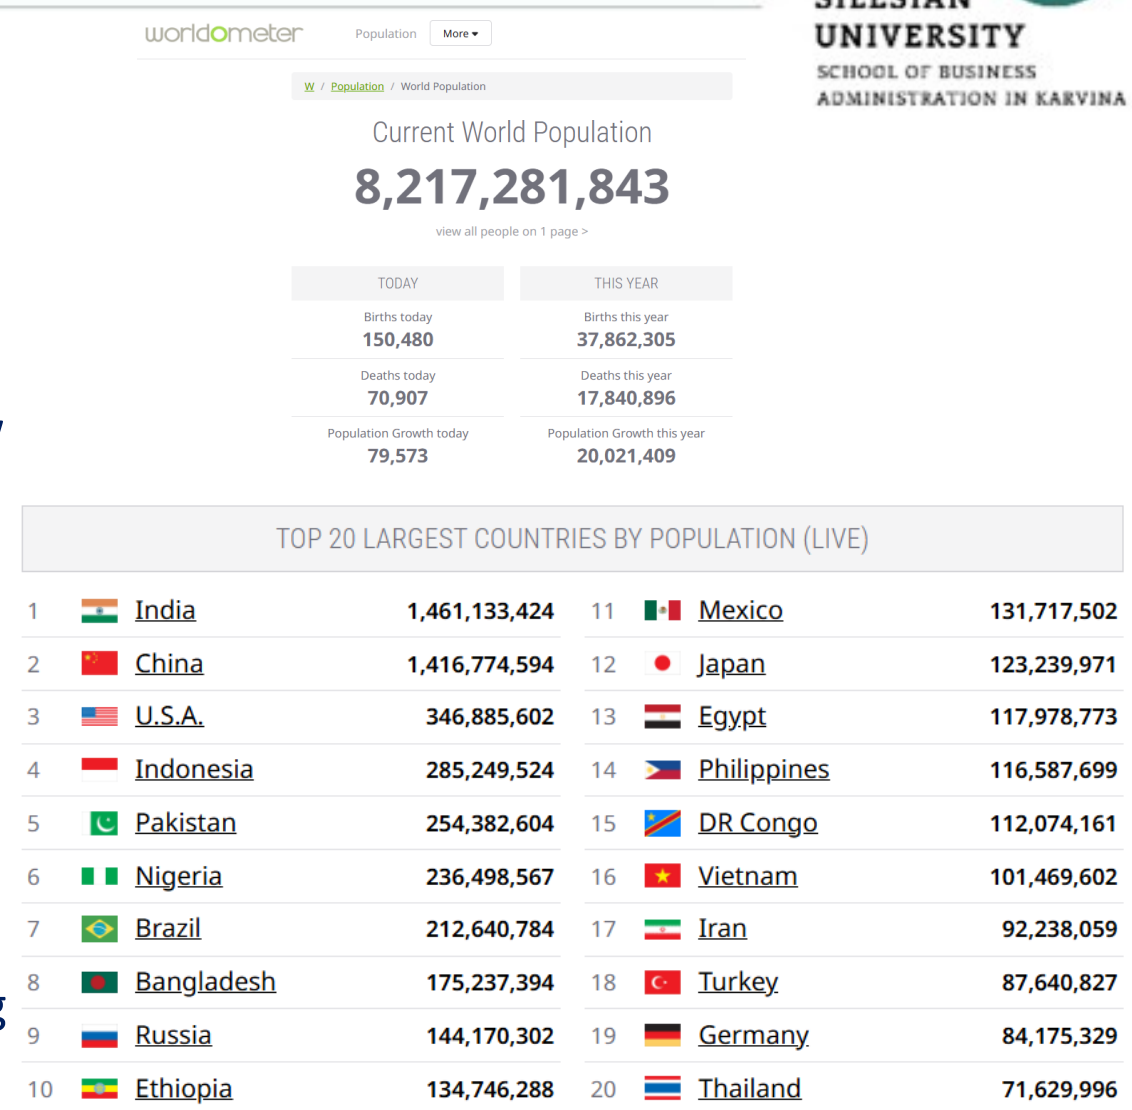 SILESIAN
UNIVERSITY
SCHOOL OF BUSINESS
ADMINISTRATION IN KARVINA
worldometer Population More
W / Population / World Population
Current World Population
8,217,281,843
view all people on 1 page >
TODAY THIS YEAR
Births today Births this year
150,480 37,862,305
Deaths today Deaths this year
70,907 17,840,896
Population Growth today Population Growth this year
79,573 20,021,409
TOP 20 LARGEST COUNTRIES BY POPULATION (LIVE)
1 India 1,461,133,424 11 Mexico 131,717,502
2 China 1,416,774,594 12 Japan 123,239,971
3 U.S.A. 346,885,602 13 Egypt 117,978,773
4 Indonesia 285,249,524 14 Philippines 116,587,699
5 Pakistan 254,382,604 15 DR Congo 112,074,161
6 Nigeria 236,498,567 16 Vietnam 101,469,602
7 Brazil 212,640,784 17 Iran 92,238,059
8 Bangladesh 175,237,394 18 Turkey 87,640,827
9 Russia 144,170,302 19 Germany 84,175,329
10 Ethiopia 134,746,288 20 Thailand 71,629,996